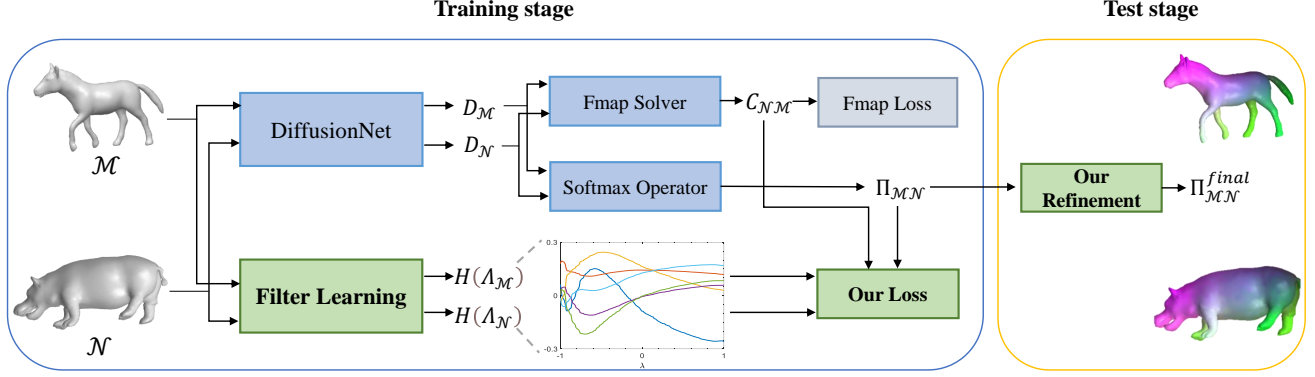 Training stage
Test stage
ℳ
DiffusionNet
D_ℳ
D_𝒩
Fmap Solver
C_𝒩ℳ
Fmap Loss
Softmax Operator
Π_ℳ𝒩
Our
Refinement
Π_ℳ𝒩^final
𝒩
Filter Learning
H(Λ_ℳ)
H(Λ_𝒩)
0.3
0
-0.3
-1
0
1
λ
Our Loss